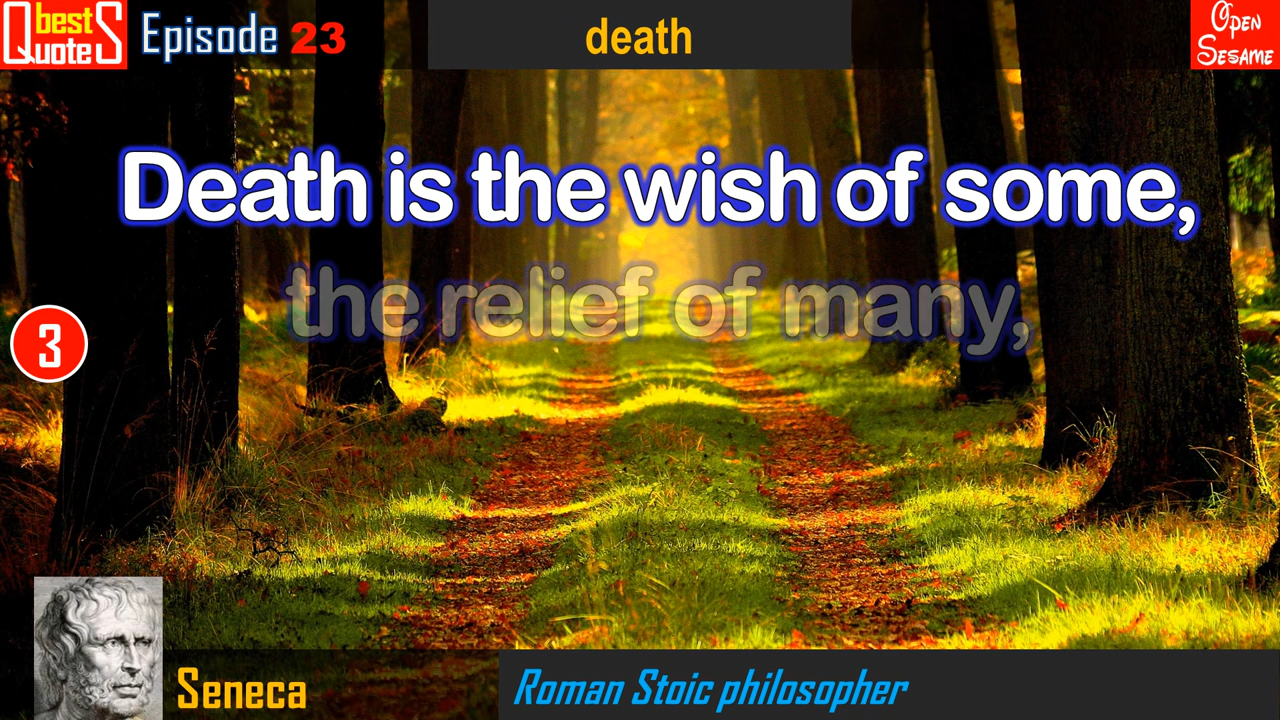 best
QuoteS
Episode 23
death
Open
Sesame
Death is the wish of some,
the relief of many,
3
Seneca
Roman Stoic philosopher